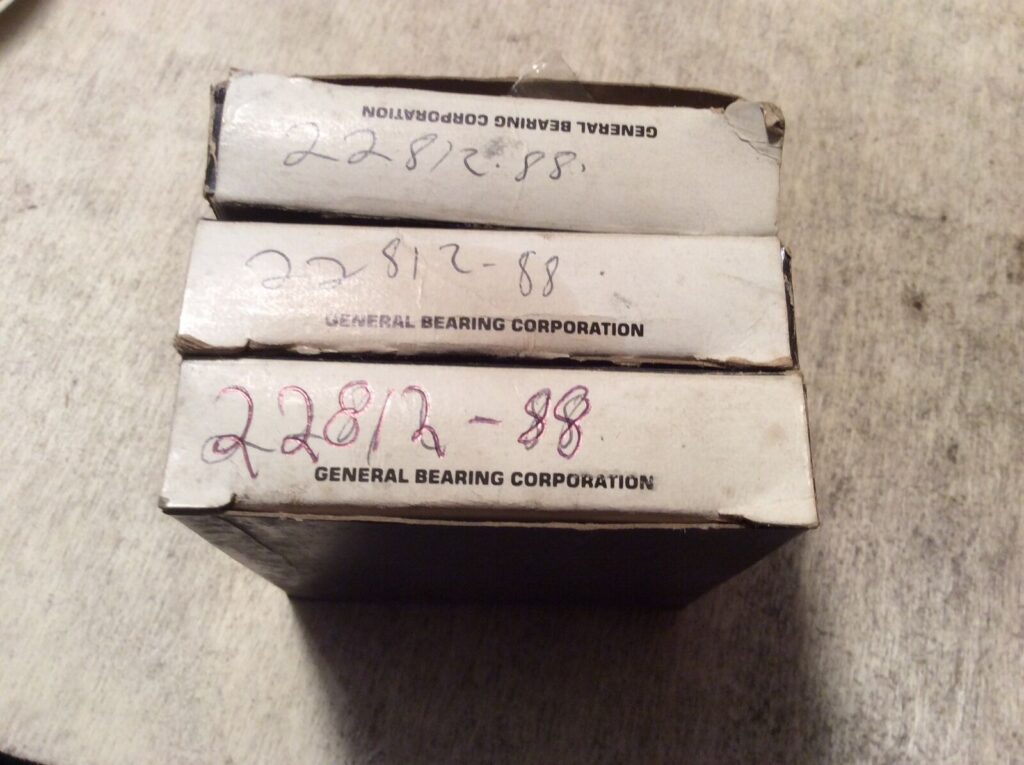 GENERAL BEARING CORPORATION
22812-88.
22812-88
GENERAL BEARING CORPORATION
22812-88
GENERAL BEARING CORPORATION